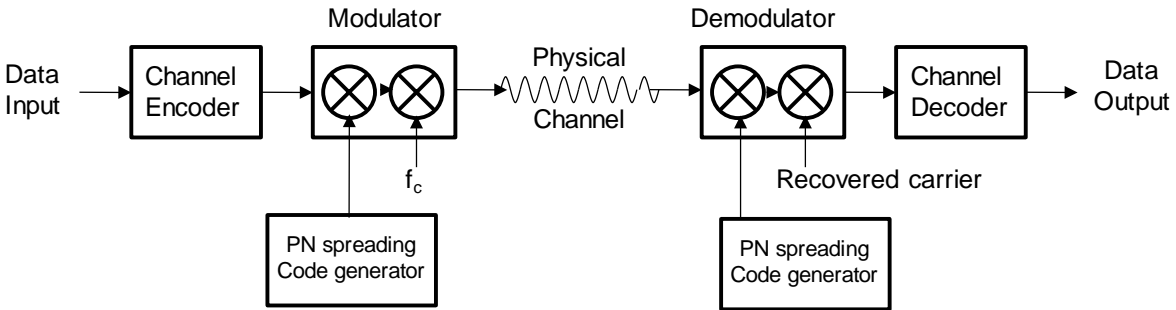 Modulator
Demodulator
Data
Input
Channel
Encoder
Physical
Channel
Channel
Decoder
Data
Output
f_c
Recovered carrier
PN spreading
Code generator
PN spreading
Code generator